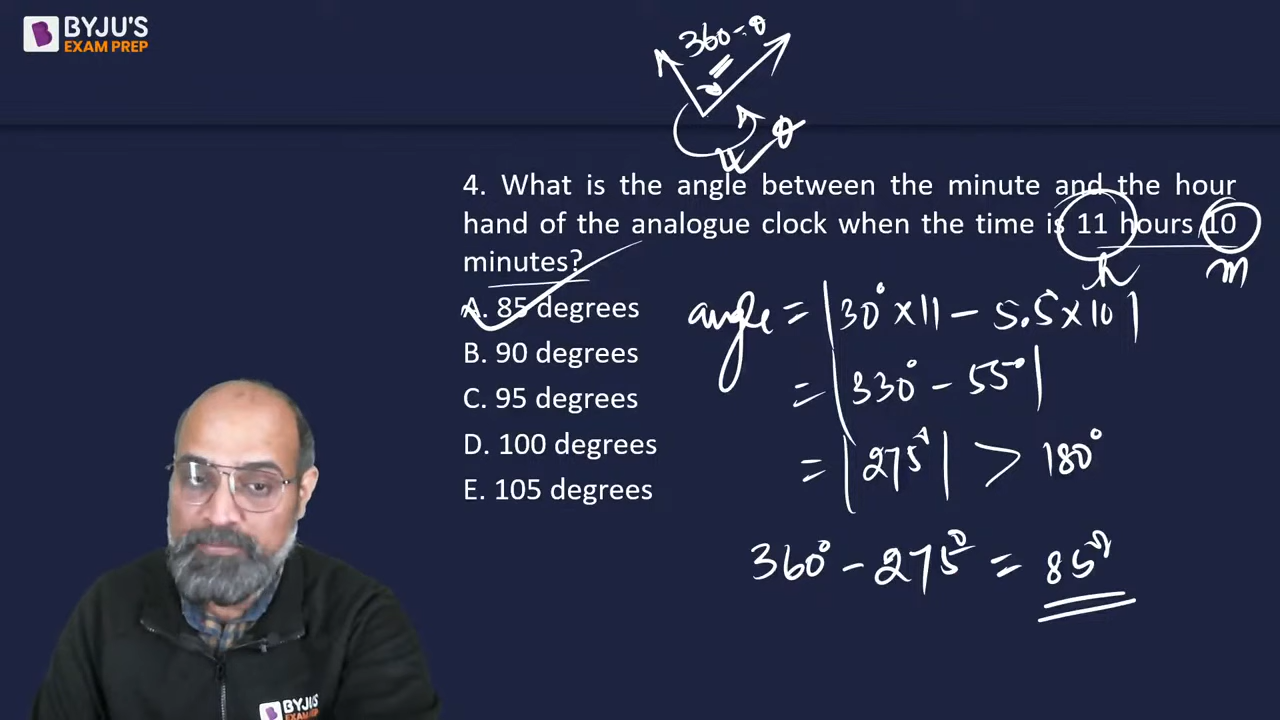 BYJU'S
EXAM PREP
360-θ
θ
4. What is the angle between the minute and the hour
hand of the analogue clock when the time is 11 hours 10
minutes?
h
m
A. 85 degrees
B. 90 degrees
C. 95 degrees
D. 100 degrees
E. 105 degrees
angle = |30° × 11 - 5.5 × 10|
= |330° - 55°|
= |275°| > 180°
360° - 275° = 85°
BYJU'S
EXAM PREP